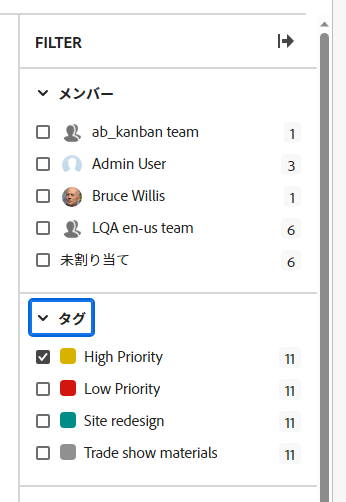 FILTER
メンバー
ab_kanban team 1
Admin User 3
Bruce Willis 1
LQA en-us team 6
未割り当て 6
タグ
High Priority 11
Low Priority 11
Site redesign 11
Trade show materials 11